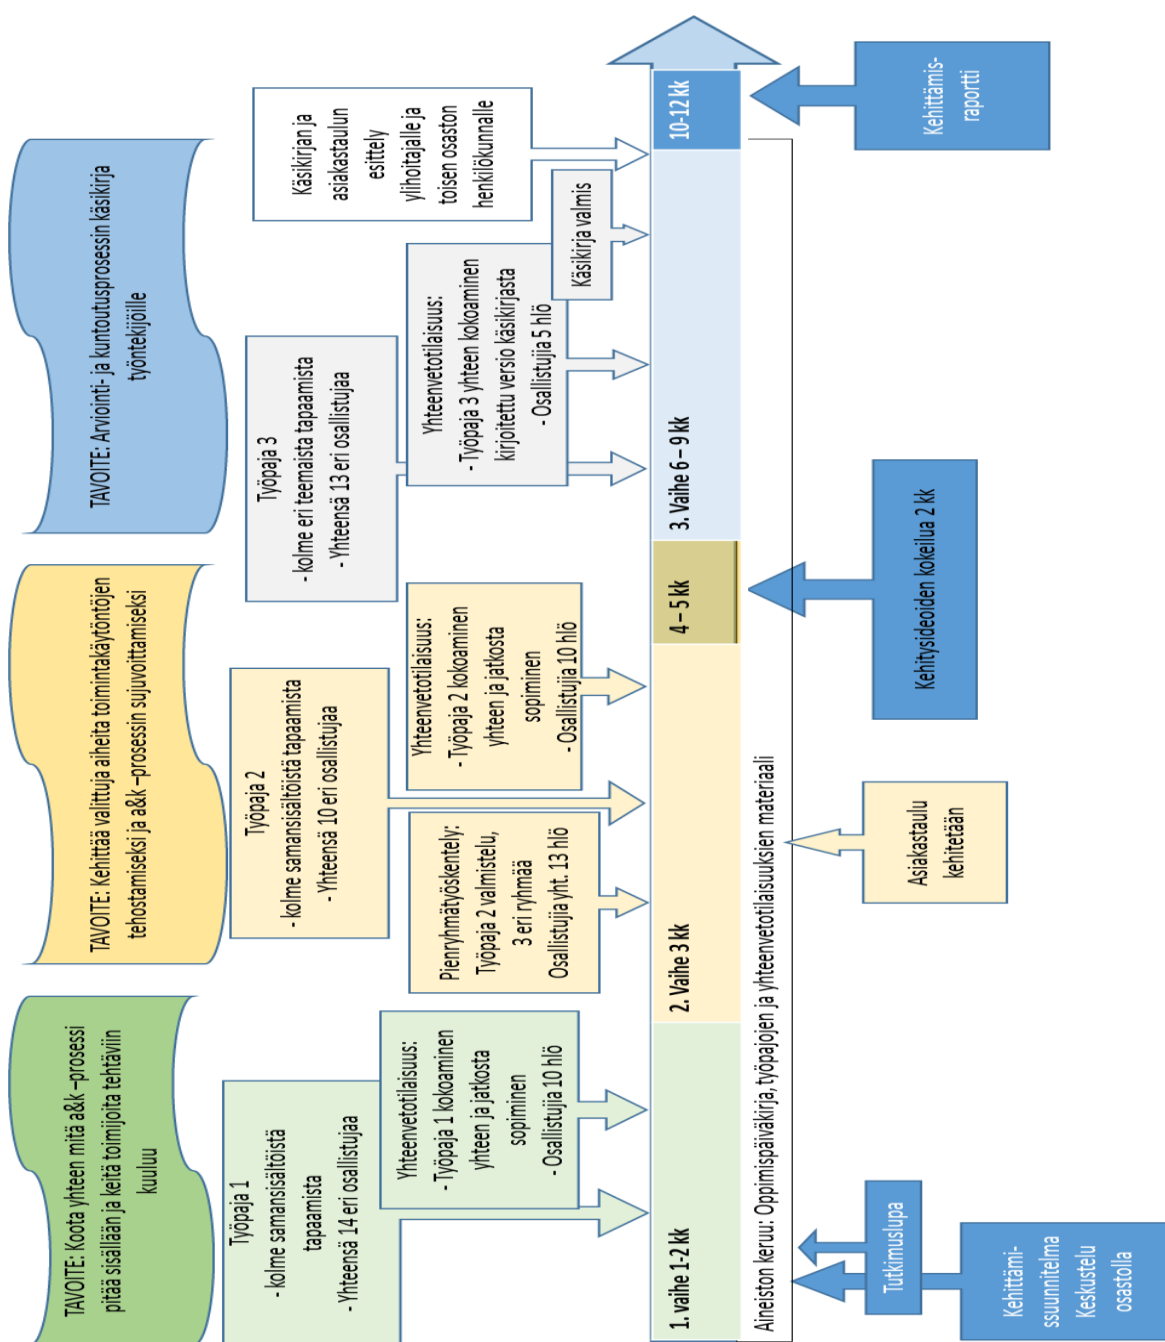 TAVOITE: Koota yhteen mitä a&k –prosessi
pitää sisällään ja keitä toimijoita tehtäviin
kuuluu
TAVOITE: Kehittää valittuja aiheita toimintakäytöntöjen
tehostamiseksi ja a&k –prosessin sujuvoittamiseksi
TAVOITE: Arviointi- ja kuntoutusprosessin käsikirja
työntekijöille
Työpaja 1
- kolme samansisältöistä
tapaamista
- Yhteensä 14 eri osallistujaa
Yhteenvetotilaisuus:
- Työpaja 1 kokoaminen
yhteen ja jatkosta
sopiminen
- Osallistujia 10 hlö
Työpaja 2
- kolme samansisältöistä tapaamista
- Yhteensä 10 eri osallistujaa
Pienryhmätyöskentely:
Työpaja 2 valmistelu,
3 eri ryhmää
Osallistujia yht. 13 hlö
Yhteenvetotilaisuus:
- Työpaja 2 kokoaminen
yhteen ja jatkosta
sopiminen
- Osallistujia 10 hlö
Työpaja 3
- kolme eri teemaista tapaamista
- Yhteensä 13 eri osallistujaa
Yhteenvetotilaisuus:
- Työpaja 3 yhteen kokoaminen
kirjoitettu versio käsikirjasta
- Osallistujia 5 hlö
Käsikirja valmis
Käsikirjan ja
asiakastaulun
esittely
ylihoitajalle ja
toisen osaston
henkilökunnalle
1. vaihe 1-2 kk
2. Vaihe 3 kk
4 – 5 kk
3. Vaihe 6 – 9 kk
10-12 kk
Aineiston keruu: Oppimispäiväkirja, työpajojen ja yhteenvetotilaisuuksien materiaali
Tutkimuslupa
Kehittämi-
ssuunnitelma
Keskustelu
osastolla
Asiakastaulu
kehitetään
Kehitysideoiden kokeilua 2 kk
Kehittämis-
raportti